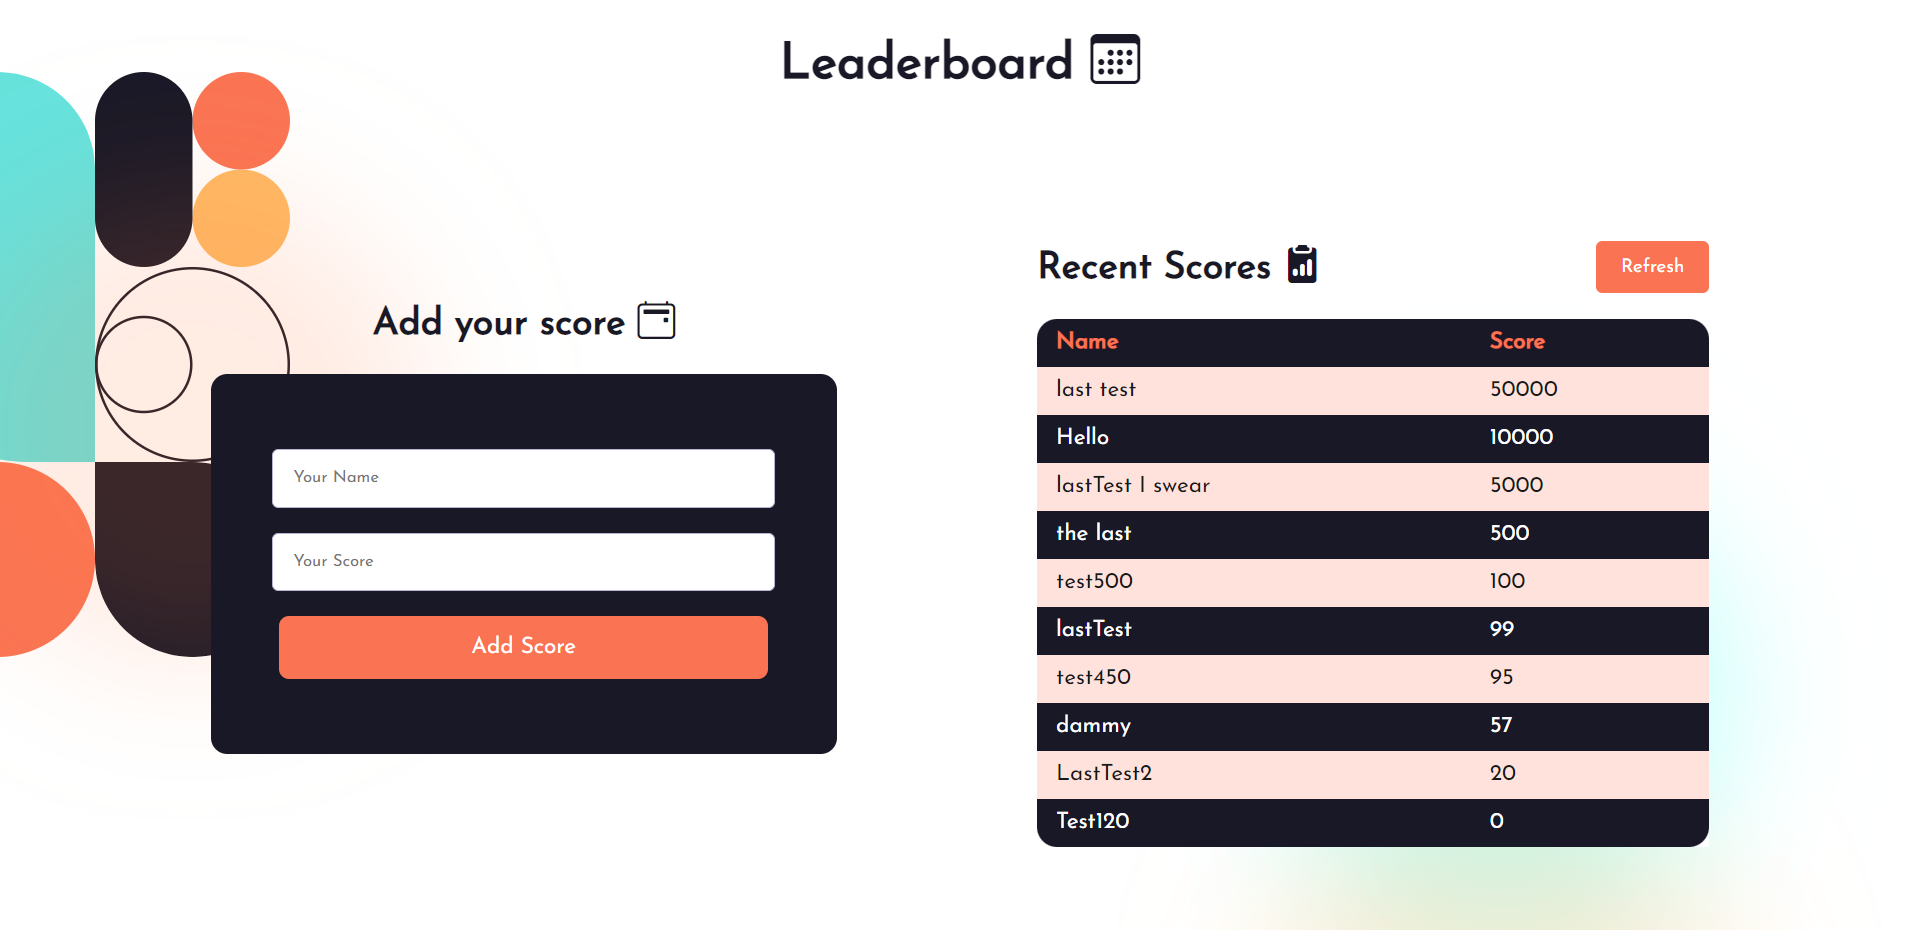 Leaderboard
Add your score
Your Name
Your Score
Add Score
Recent Scores
Refresh
Name Score
last test 50000
Hello 10000
lastTest I swear 5000
the last 500
test500 100
lastTest 99
test450 95
dammy 57
LastTest2 20
Test120 0